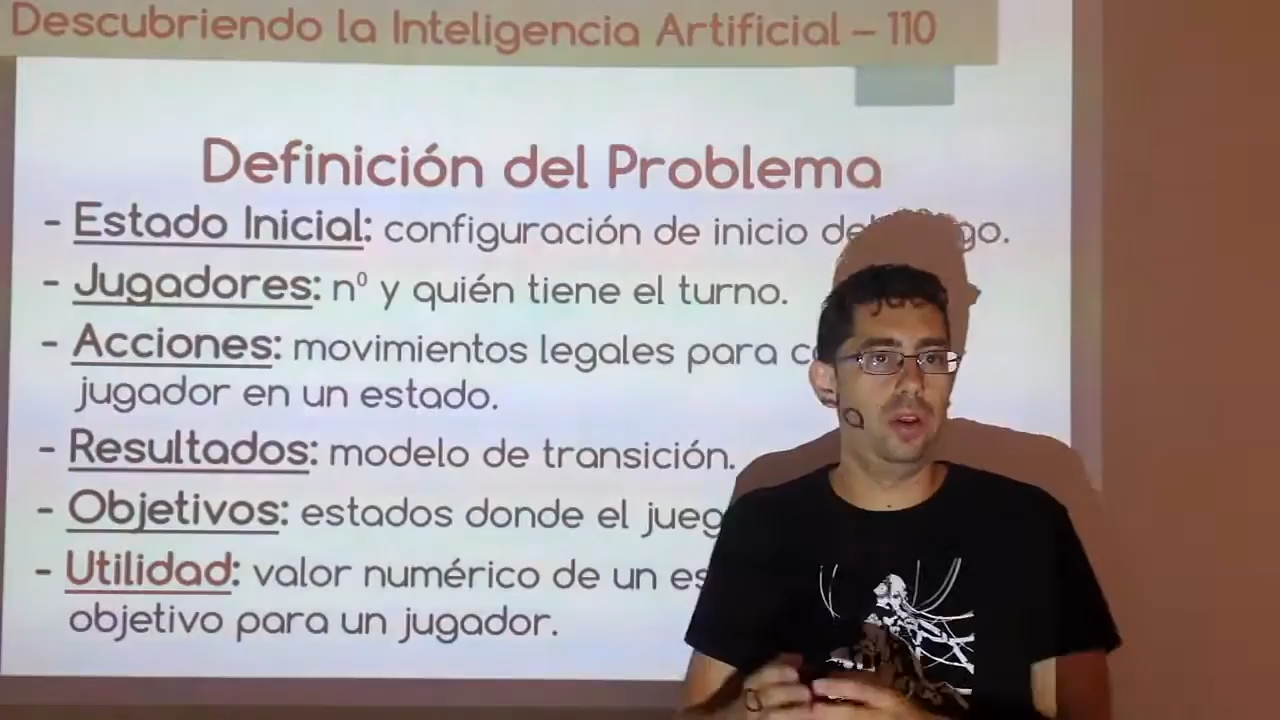 Descubriendo la Inteligencia Artificial – 110
Definición del Problema
- Estado Inicial: configuración de inicio del go.
- Jugadores: nº y quién tiene el turno.
- Acciones: movimientos legales para
jugador en un estado.
- Resultados: modelo de transición.
- Objetivos: estados donde el
- Utilidad: valor numérico de un
objetivo para un jugador.